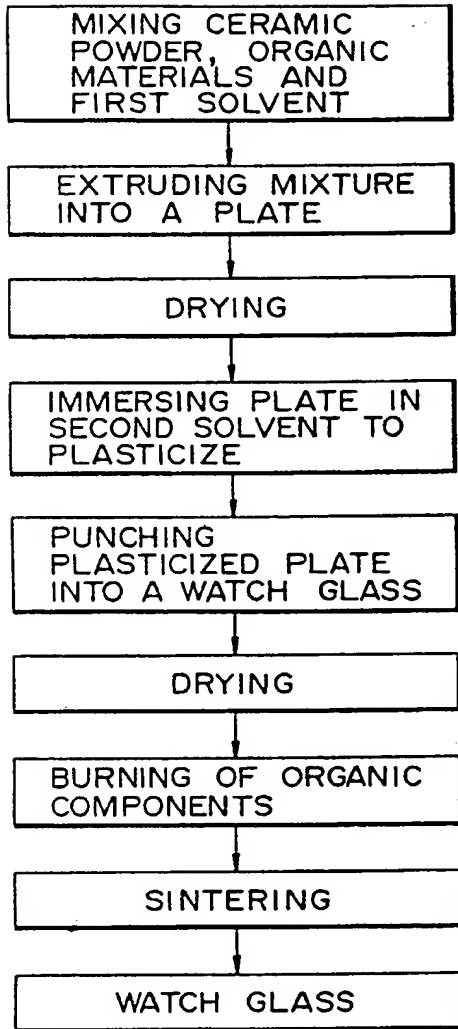 MIXING CERAMIC
POWDER, ORGANIC
MATERIALS AND
FIRST SOLVENT
EXTRUDING MIXTURE
INTO A PLATE
DRYING
IMMERSING PLATE IN
SECOND SOLVENT TO
PLASTICIZE
PUNCHING
PLASTICIZED PLATE
INTO A WATCH GLASS
DRYING
BURNING OF ORGANIC
COMPONENTS
SINTERING
WATCH GLASS